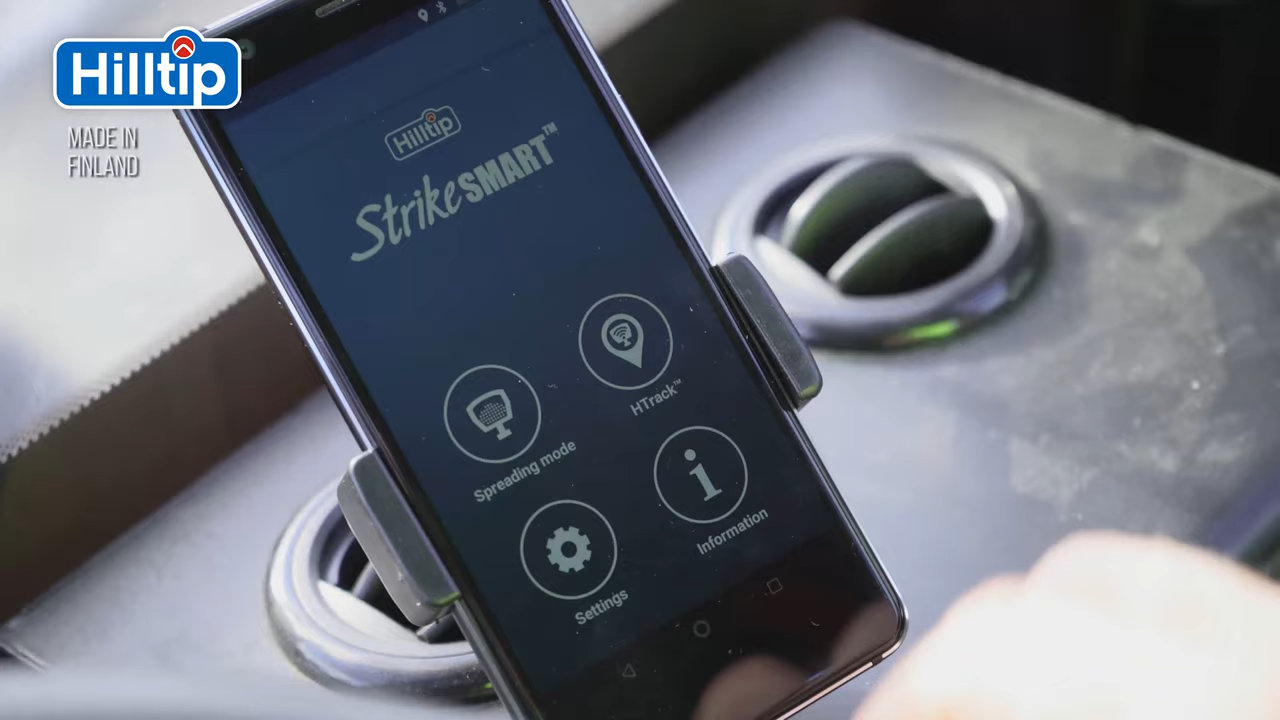 Hilltip
MADE IN
FINLAND
Hilltip
StrikeSMART™
HTrack™
Spreading mode
Information
Settings